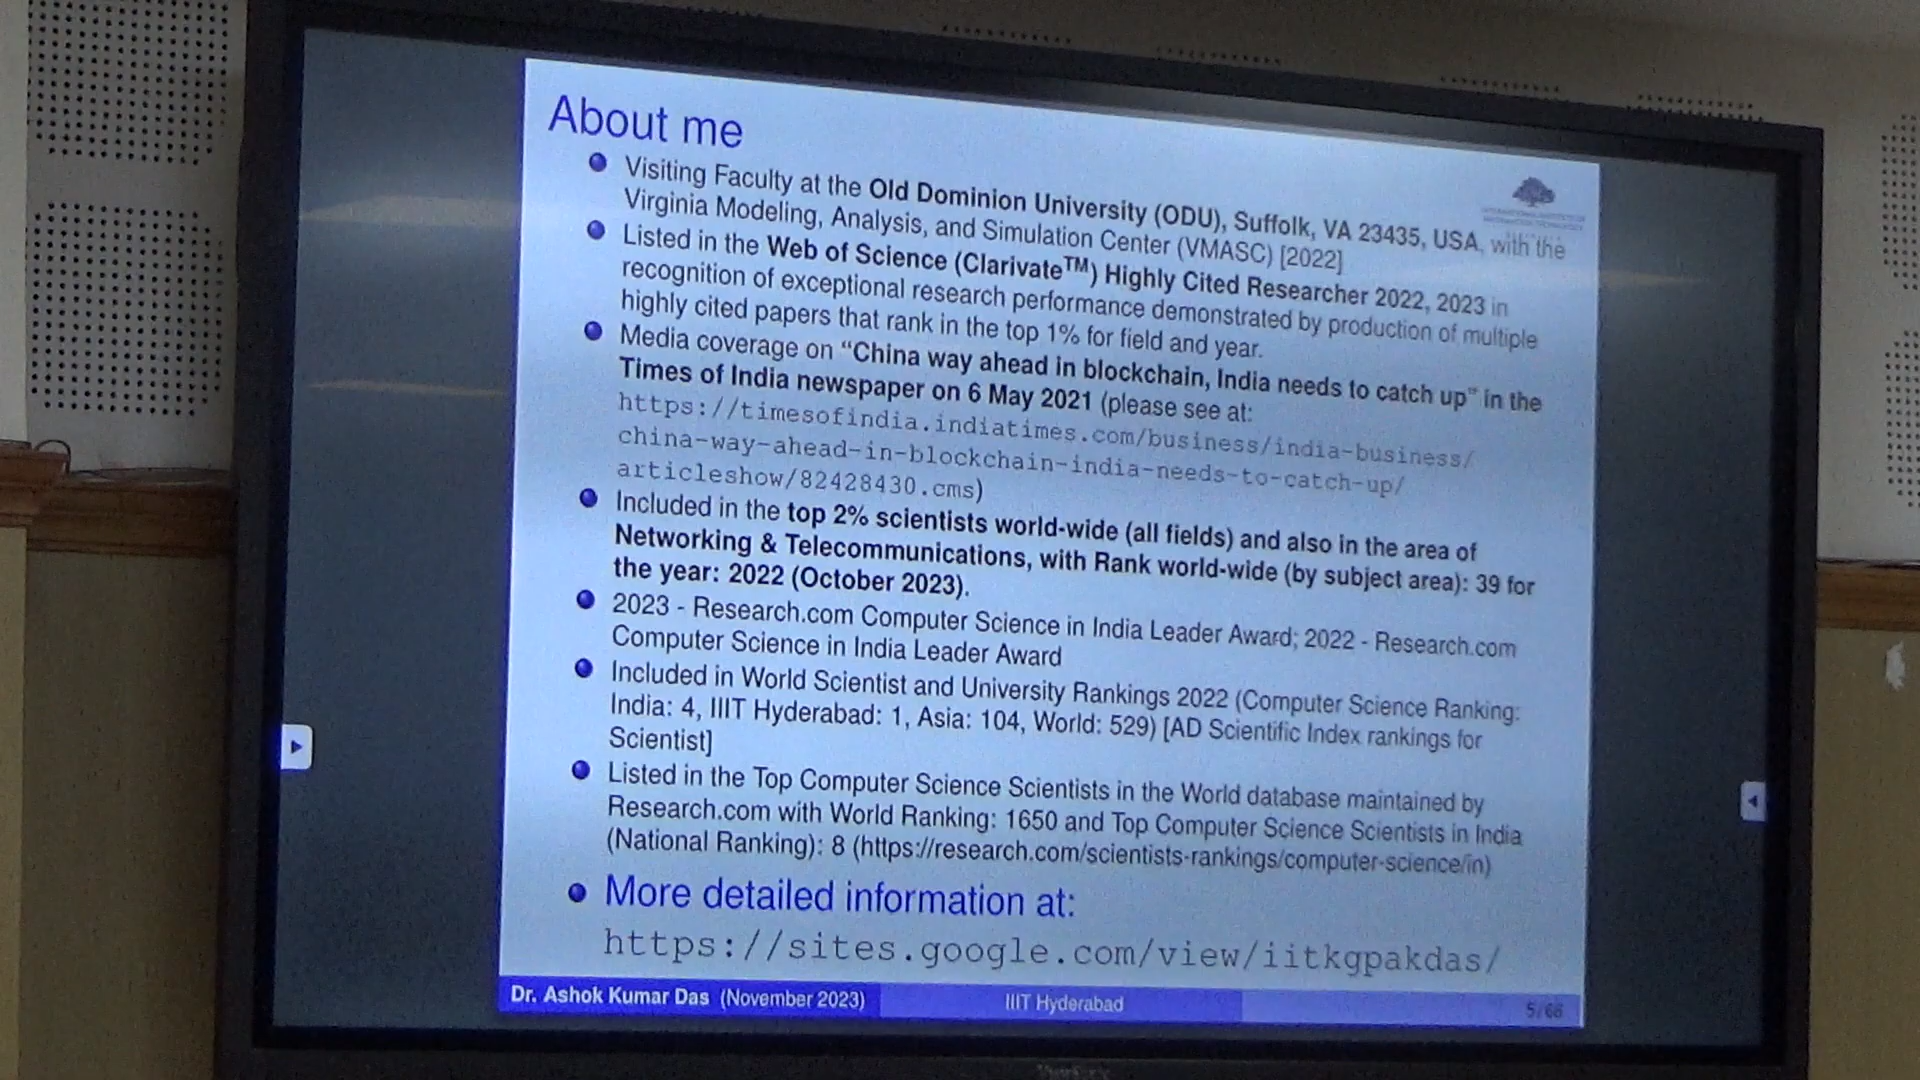 About me
Visiting Faculty at the Old Dominion University (ODU), Suffolk, VA 23435, USA, with the
Virginia Modeling, Analysis, and Simulation Center (VMASC) [2022]
Listed in the Web of Science (Clarivate™) Highly Cited Researcher 2022, 2023 in
recognition of exceptional research performance demonstrated by production of multiple
highly cited papers that rank in the top 1% for field and year.
Media coverage on “China way ahead in blockchain, India needs to catch up” in the
Times of India newspaper on 6 May 2021 (please see at:
https://timesofindia.indiatimes.com/business/india-business/
china-way-ahead-in-blockchain-india-needs-to-catch-up/
articleshow/82428430.cms)
Included in the top 2% scientists world-wide (all fields) and also in the area of
Networking & Telecommunications, with Rank world-wide (by subject area): 39 for
the year: 2022 (October 2023).
2023 - Research.com Computer Science in India Leader Award; 2022 - Research.com
Computer Science in India Leader Award
Included in World Scientist and University Rankings 2022 (Computer Science Ranking:
India: 4, IIIT Hyderabad: 1, Asia: 104, World: 529) [AD Scientific Index rankings for
Scientist]
Listed in the Top Computer Science Scientists in the World database maintained by
Research.com with World Ranking: 1650 and Top Computer Science Scientists in India
(National Ranking): 8 (https://research.com/scientists-rankings/computer-science/in)
More detailed information at:
https://sites.google.com/view/iitkgpakdas/
Dr. Ashok Kumar Das (November 2023)
IIIT Hyderabad